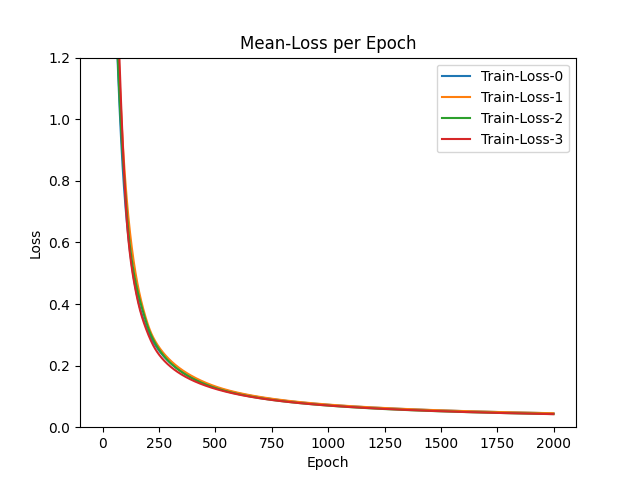 Mean-Loss per Epoch
Train-Loss-0
Train-Loss-1
Train-Loss-2
Train-Loss-3
Loss
1.2
1.0
0.8
0.6
0.4
0.2
0.0
0 250 500 750 1000 1250 1500 1750 2000
Epoch